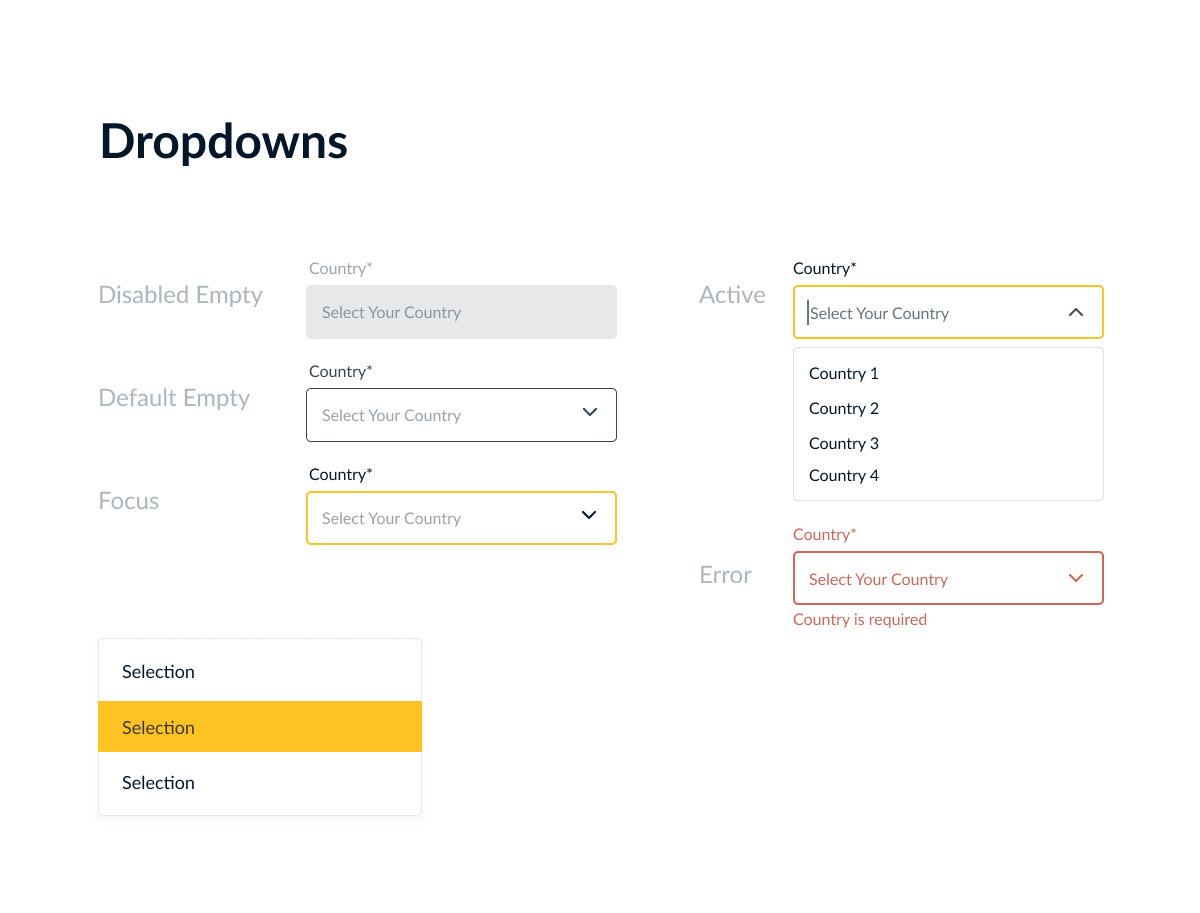 Dropdowns
Disabled Empty
Country*
Select Your Country
Default Empty
Country*
Select Your Country
Focus
Country*
Select Your Country
Active
Country*
Select Your Country
Country 1
Country 2
Country 3
Country 4
Error
Country*
Select Your Country
Country is required
Selection
Selection
Selection